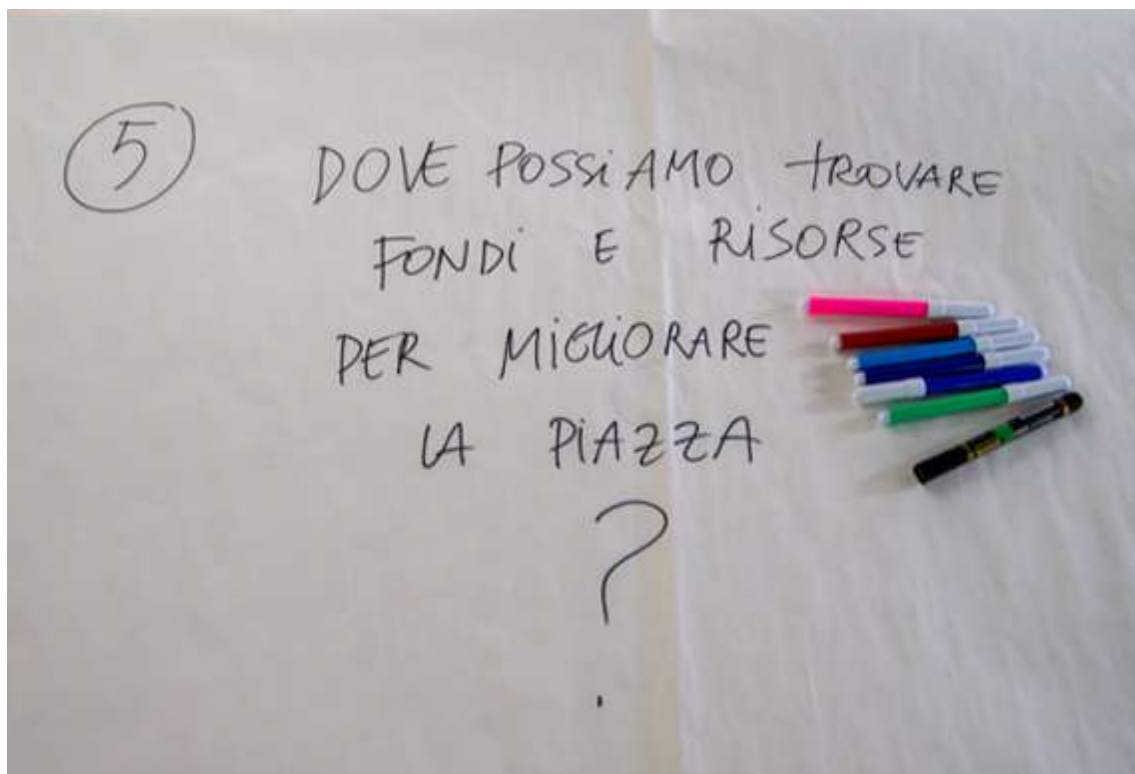 5 DOVE POSSiAMO tROVARE
FONDi E RiSORSE
PER MiGLiORARE
LA PiAZZA
?